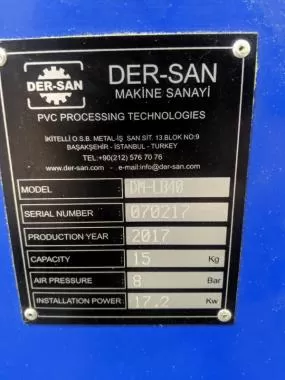 DER-SAN
DER-SAN
MAKİNE SANAYİ
PVC PROCESSING TECHNOLOGIES
İKİTELLİ O.S.B. METAL-İŞ SAN SİT. 13.BLOK NO:9
BAŞAKŞEHİR - İSTANBUL - TURKEY
TEL:+90(212) 576 70 76
www.der-san.com - e-mail:info@der-san.com
MODEL : DM-LB40
SERIAL NUMBER : 070217
PRODUCTION YEAR : 2017
CAPACITY : 15 Kg
AIR PRESSURE : 8 Bar
INSTALLATION POWER : 17.2 Kw